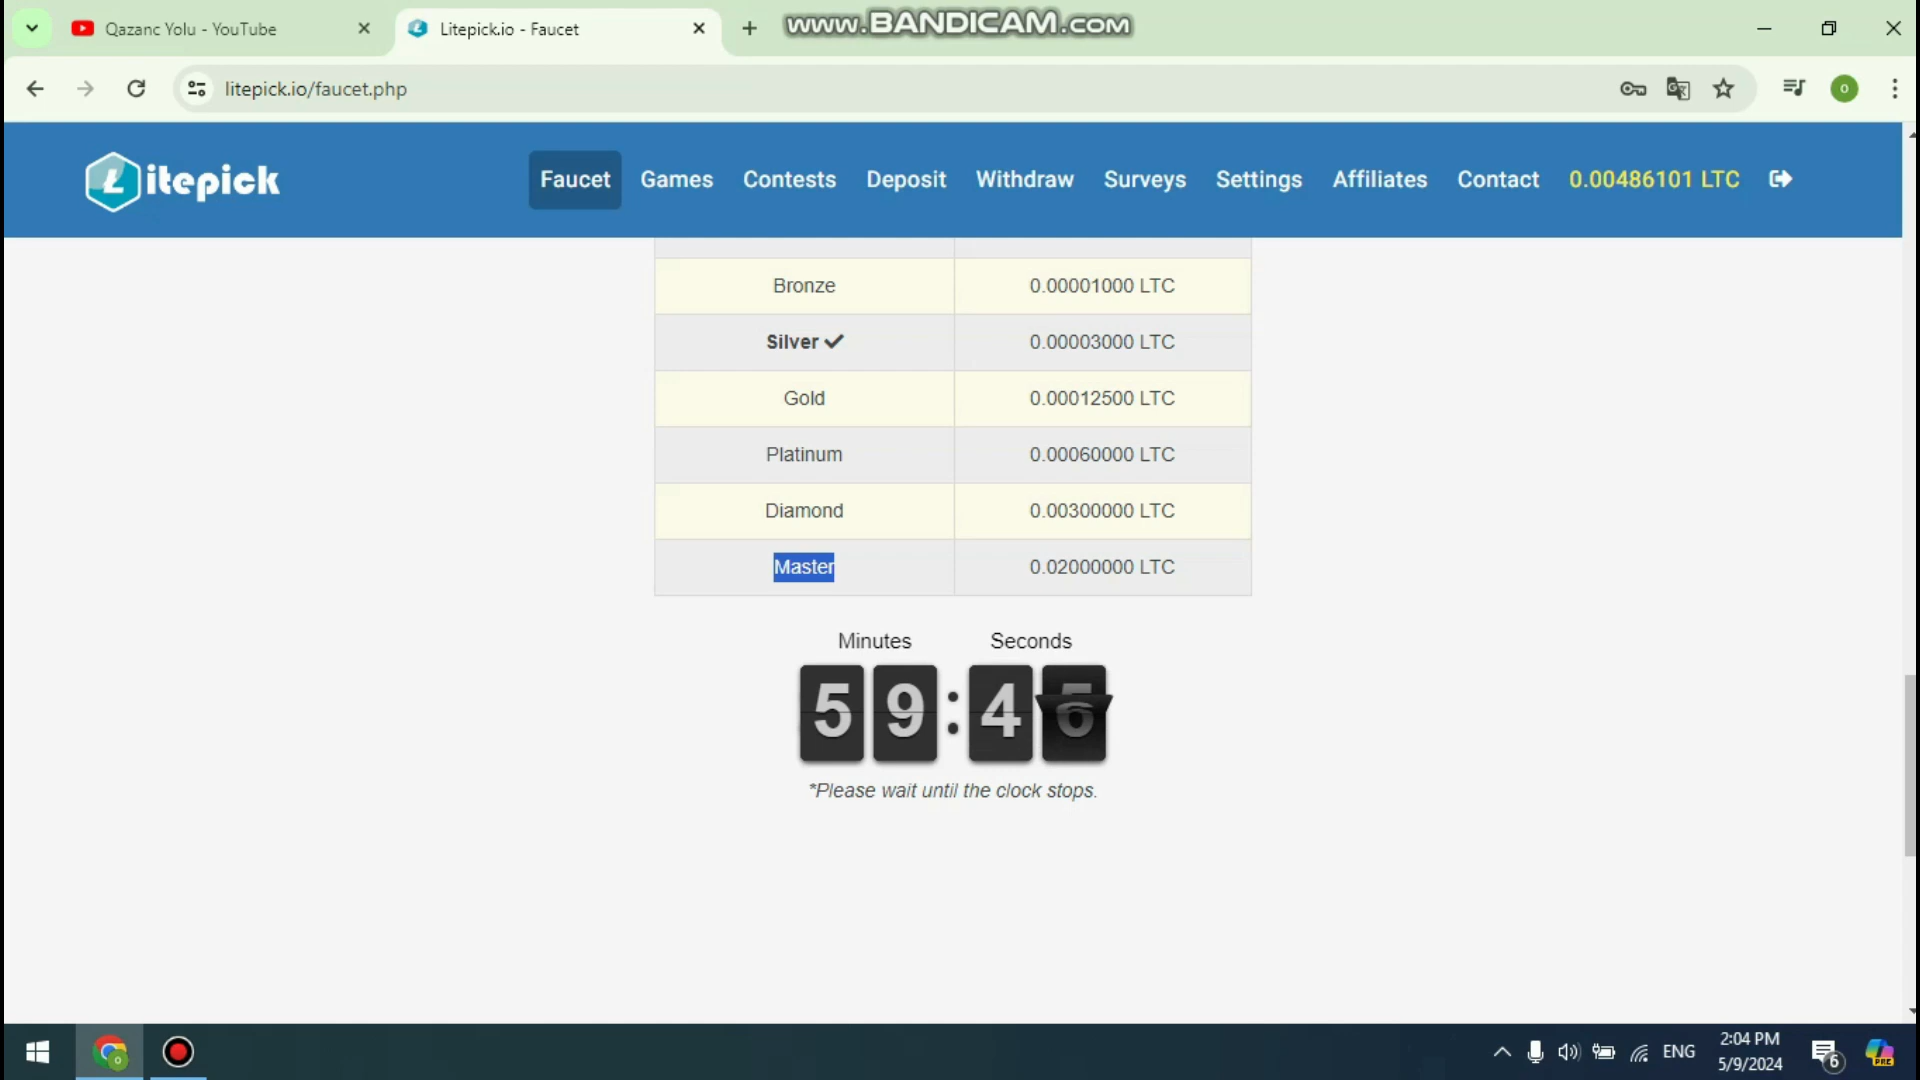 Qazanc Yolu - YouTube
Litepick.io - Faucet
www.BANDICAM.com
litepick.io/faucet.php
o
Litepick
Faucet
Games
Contests
Deposit
Withdraw
Surveys
Settings
Affiliates
Contact
0.00486101 LTC
Bronze 0.00001000 LTC
Silver ✔ 0.00003000 LTC
Gold 0.00012500 LTC
Platinum 0.00060000 LTC
Diamond 0.00300000 LTC
Master 0.02000000 LTC
Minutes Seconds
59:4
*Please wait until the clock stops.
ENG
2:04 PM
5/9/2024
6
PRE